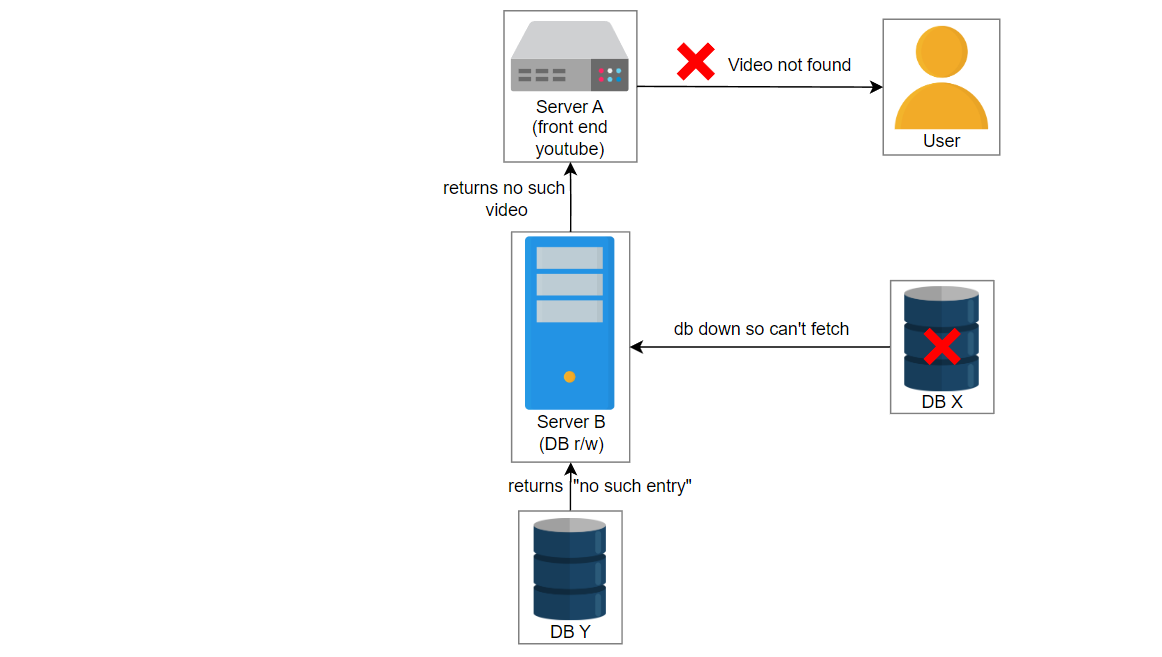 Server A
(front end
youtube)
Video not found
User
returns no such
video
Server B
(DB r/w)
db down so can't fetch
DB X
returns "no such entry"
DB Y